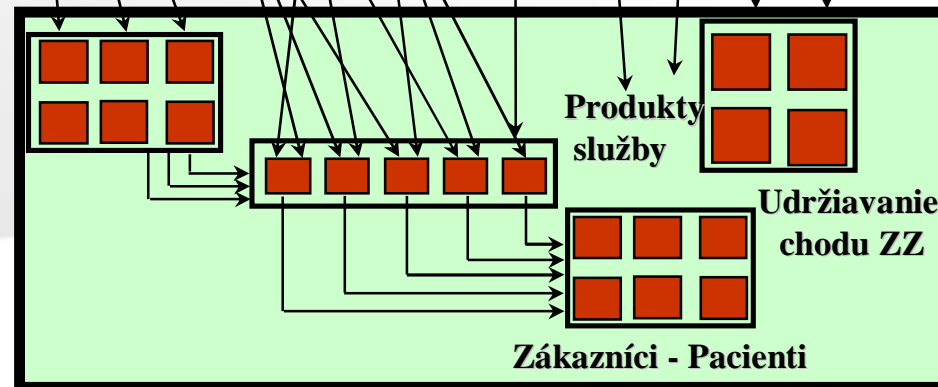 Produkty
služby
Udržiavanie
chodu ZZ
Zákazníci - Pacienti